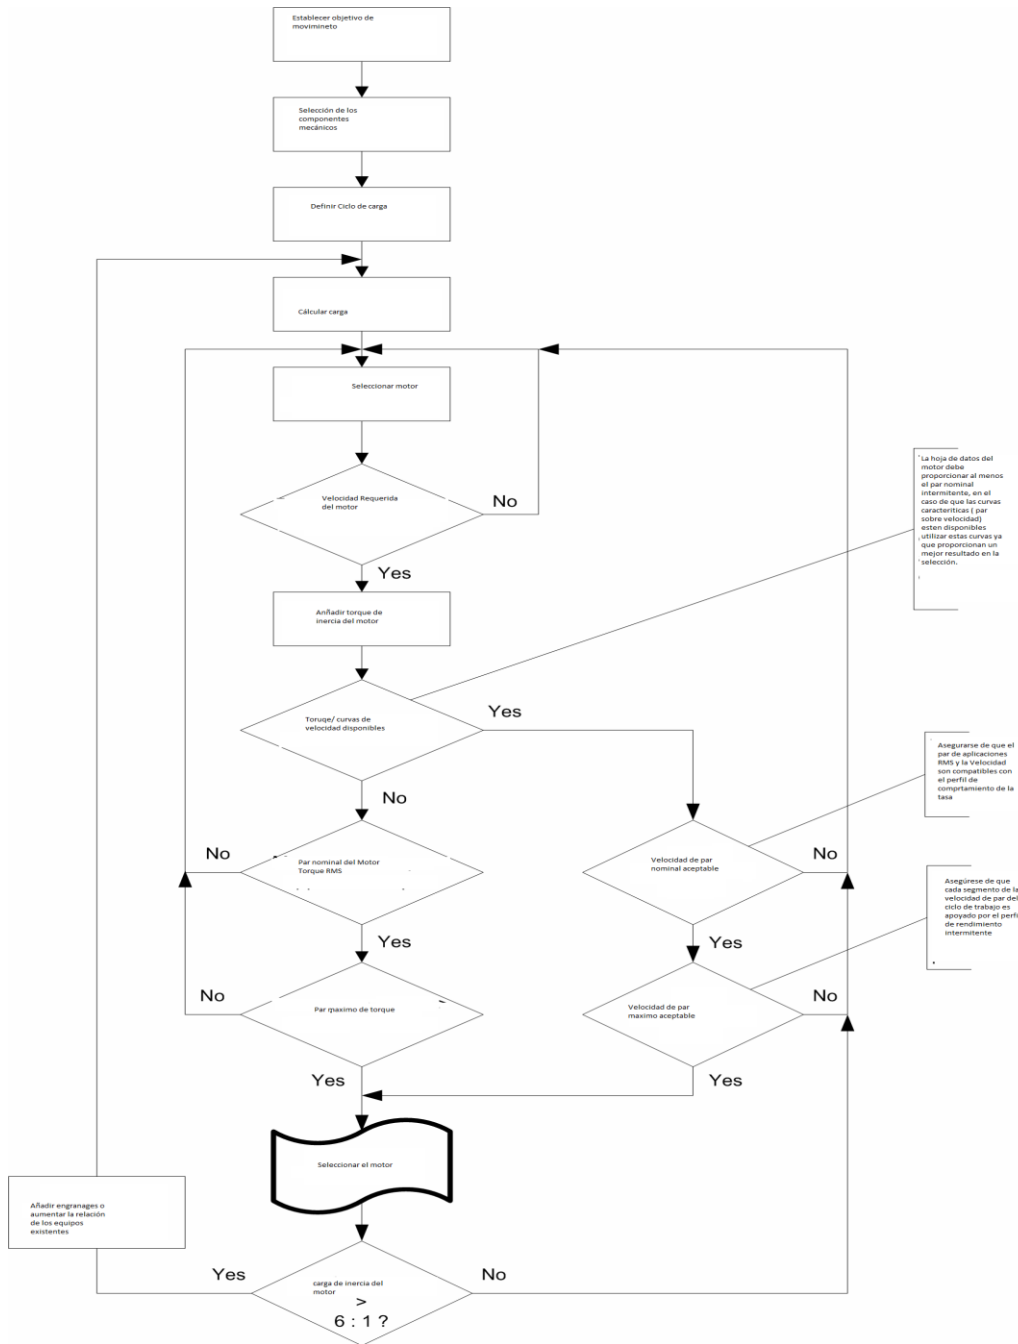 Establecer objetivo de
movimineto
Selección de los
componentes
mecánicos
Definir Ciclo de carga
Cálcular carga
Seleccionar motor
Velocidad Requerida
del motor
No
Yes
Anñadir torque de
inercia del motor
La hoja de datos del
motor debe
proporcionar al menos
el par nominal
intermitente, en el
caso de que las curvas
caracteríticas ( par
sobre velocidad)
esten disponibles
utilizar estas curvas ya
que proporcionan un
mejor resultado en la
selección.
Toruqe/ curvas de
velocidad disponibles
Yes
No
Asegurarse de que el
par de aplicaciones
RMS y la Velocidad
son compatibles con
el perfil de
comprtamiento de la
tasa
No
Par nominal del Motor
Torque RMS
Yes
Velocidad de par
nominal aceptable
No
Yes
Asegúrese de que
cada segmento de la
velocidad de par del
ciclo de trabajo es
apoyado por el perfi
de rendimiento
intermitente
No
Par maximo de torque
>
Yes
Velocidad de par
maximo aceptable
No
Yes
Seleccionar el motor
Añadir engranages o
aumentar la relación
de los equipos
existentes
Yes
carga de inercia del
motor
>
6 : 1 ?
No